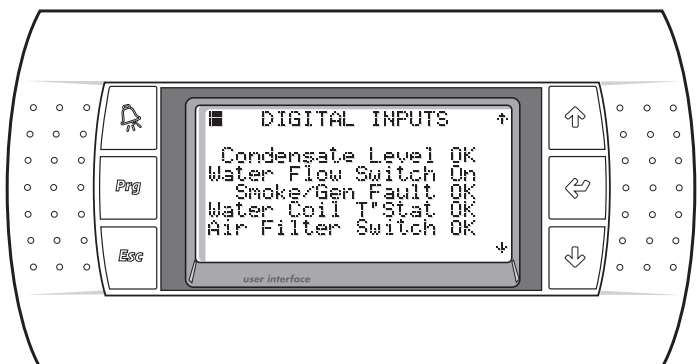 DIGITAL INPUTS
Condensate Level OK
Water Flow Switch On
Smoke/Gen Fault OK
Water Coil T"Stat OK
Air Filter Switch OK
Prg
Esc
user interface